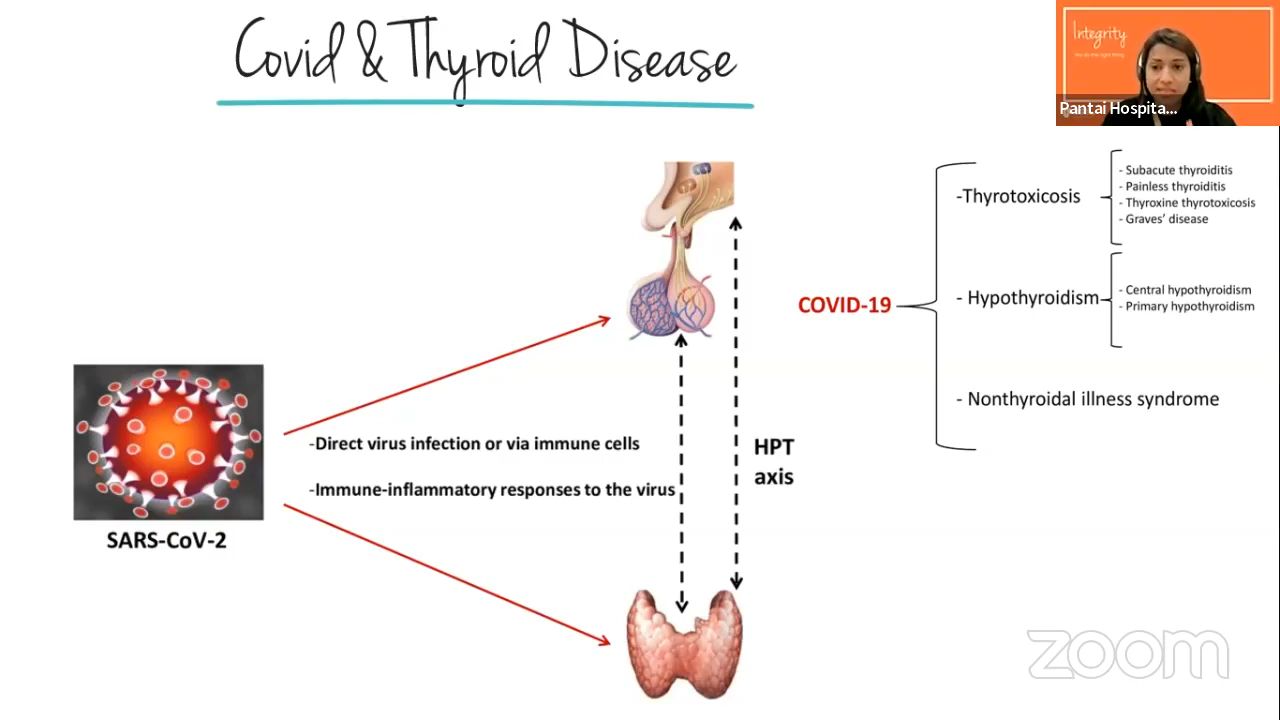 Covid & Thyroid Disease
Integrity
Pantai Hospita...
-Thyrotoxicosis
- Subacute thyroiditis
- Painless thyroiditis
- Thyroxine thyrotoxicosis
- Graves' disease
COVID-19
- Hypothyroidism
- Central hypothyroidism
- Primary hypothyroidism
- Nonthyroidal illness syndrome
-Direct virus infection or via immune cells
-Immune-inflammatory responses to the virus
HPT
axis
SARS-CoV-2
zoom